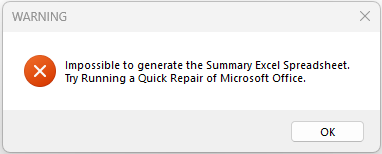 WARNING
Impossible to generate the Summary Excel Spreadsheet.
Try Running a Quick Repair of Microsoft Office.
OK